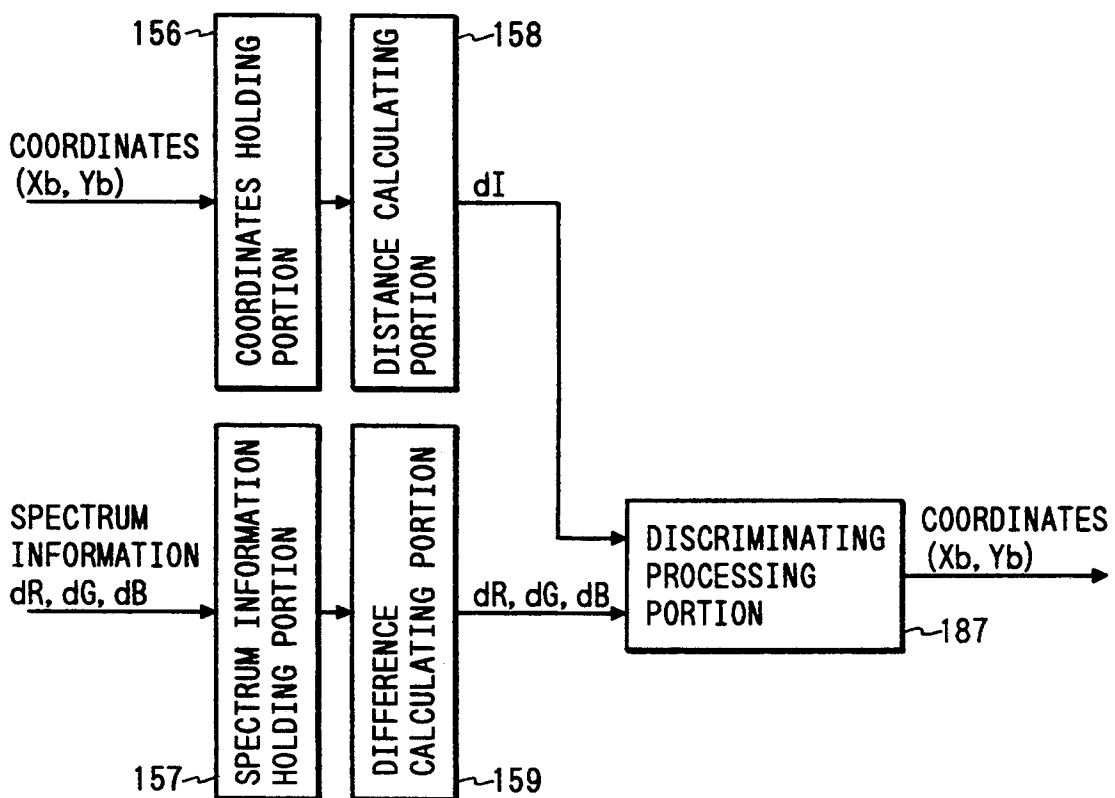 156
158
COORDINATES
(Xb, Yb)
COORDINATES HOLDING
PORTION
DISTANCE CALCULATING
PORTION
dI
SPECTRUM
INFORMATION
dR, dG, dB
SPECTRUM INFORMATION
HOLDING PORTION
DIFFERENCE
CALCULATING PORTION
dR, dG, dB
DISCRIMINATING
PROCESSING
PORTION
COORDINATES
(Xb, Yb)
187
157
159